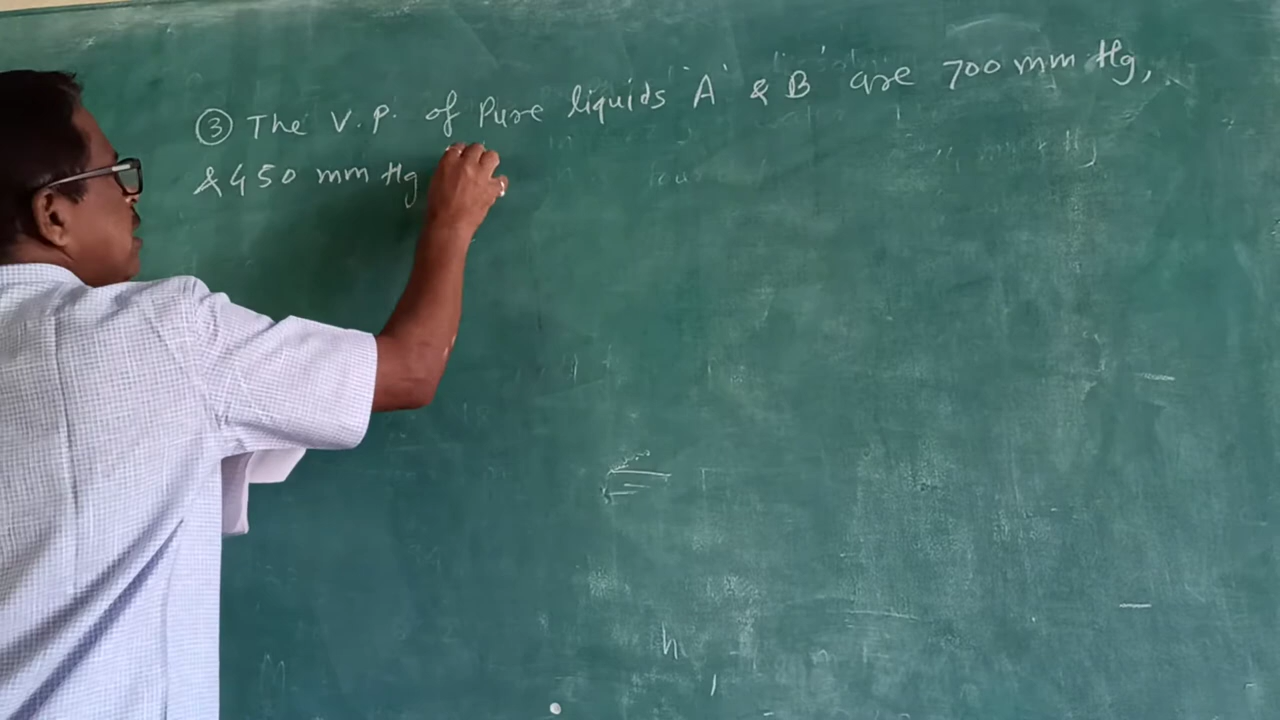 ③ The V.P. of Pure liquids 'A' & B are 700 mm Hg,
& 450 mm Hg